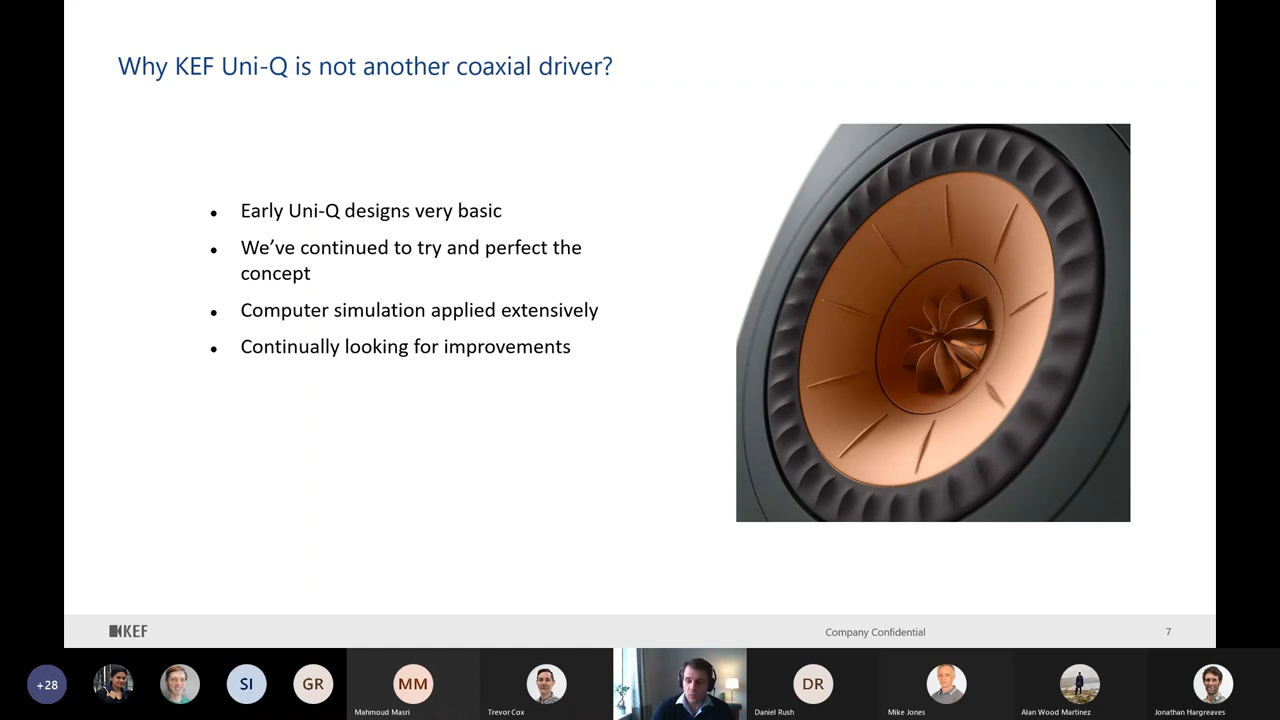 Why KEF Uni-Q is not another coaxial driver?
• Early Uni-Q designs very basic
• We’ve continued to try and perfect the
concept
• Computer simulation applied extensively
• Continually looking for improvements
KEF
Company Confidential
7
+28
SI
GR
MM
DR
Mahmoud Masri
Trevor Cox
Daniel Rush
Mike Jones
Alan Wood Martinez
Jonathan Hargreaves